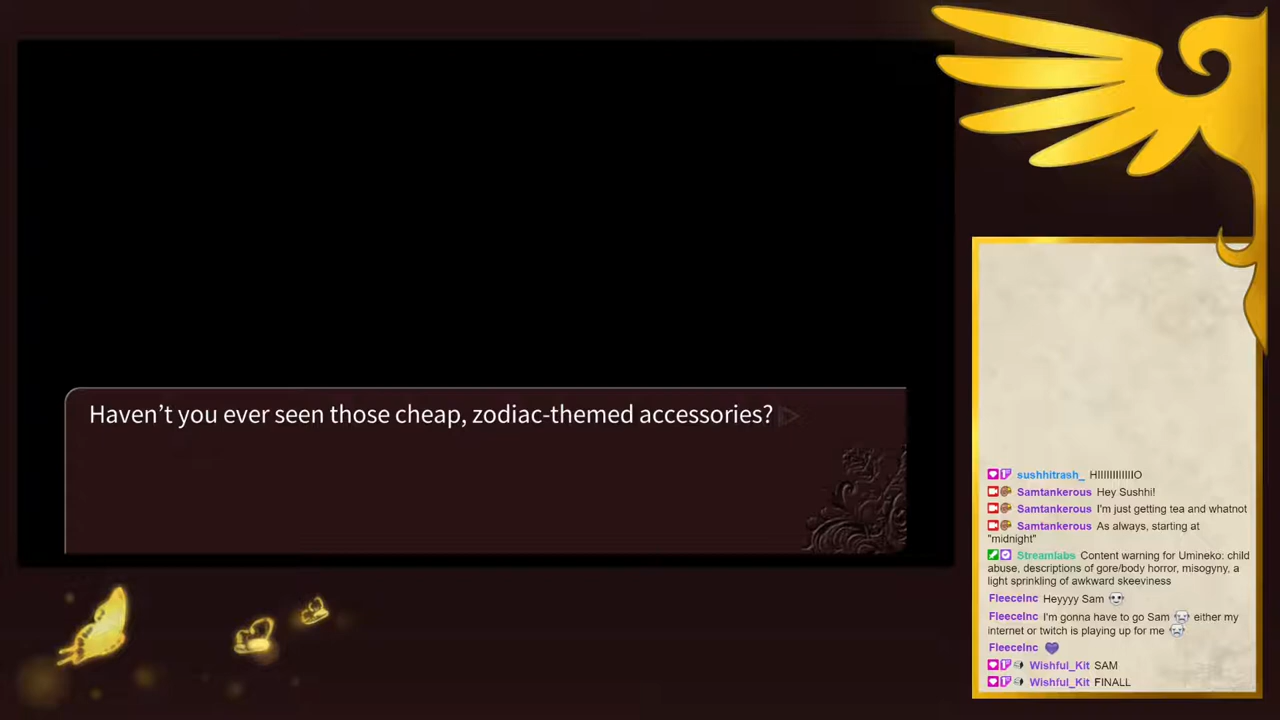 Haven’t you ever seen those cheap, zodiac-themed accessories?
sushhitrash_ HIIIIIIIIIIIO
Samtankerous Hey Sushhi!
Samtankerous I'm just getting tea and whatnot
Samtankerous As always, starting at
"midnight"
Streamlabs Content warning for Umineko: child
abuse, descriptions of gore/body horror, misogyny, a
light sprinkling of awkward skeeviness
FleeceInc Heyyyy Sam
FleeceInc I'm gonna have to go Sam either my
internet or twitch is playing up for me
FleeceInc
Wishful_Kit SAM
Wishful_Kit FINALL